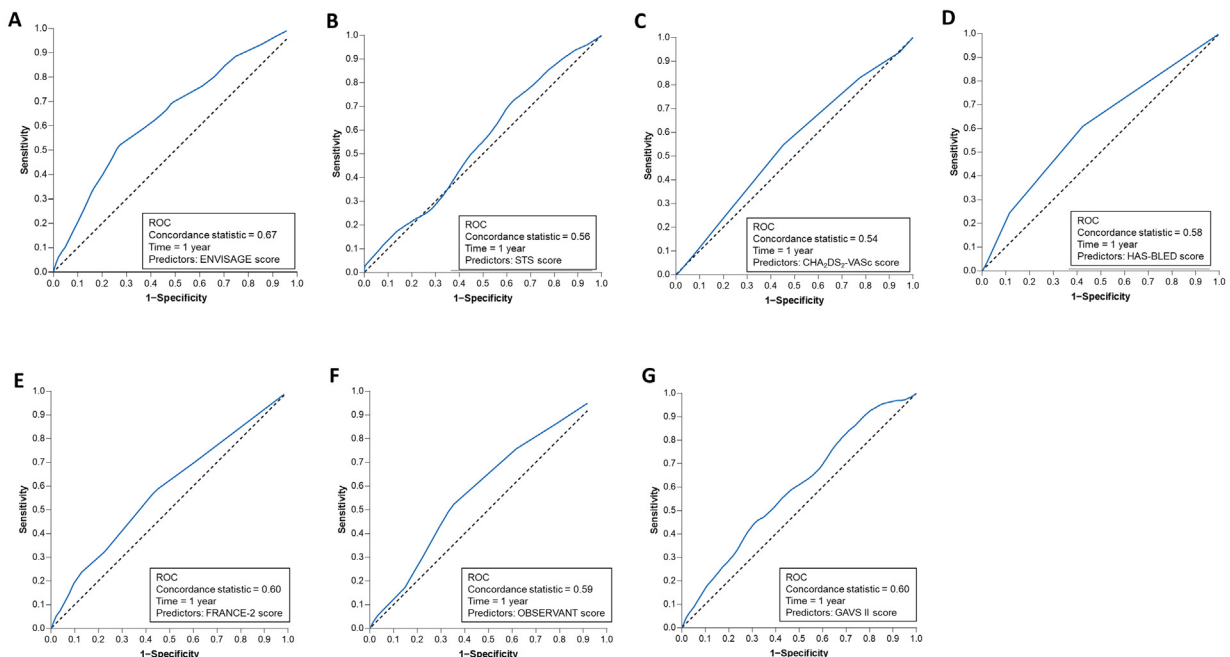 A
1.0
0.9
0.8
0.7
0.6
0.5
0.4
0.3
0.2
0.1
0.0
Sensitivity
0.0 0.1 0.2 0.3 0.4 0.5 0.6 0.7 0.8 0.9 1.0
1−Specificity
ROC
Concordance statistic = 0.67
Time = 1 year
Predictors: ENVISAGE score
B
1.0
0.9
0.8
0.7
0.6
0.5
0.4
0.3
0.2
0.1
0.0
Sensitivity
0.0 0.1 0.2 0.3 0.4 0.5 0.6 0.7 0.8 0.9 1.0
1−Specificity
ROC
Concordance statistic = 0.56
Time = 1 year
Predictors: STS score
C
1.0
0.9
0.8
0.7
0.6
0.5
0.4
0.3
0.2
0.1
0.0
Sensitivity
0.0 0.1 0.2 0.3 0.4 0.5 0.6 0.7 0.8 0.9 1.0
1−Specificity
ROC
Concordance statistic = 0.54
Time = 1 year
Predictors: CHA₂DS₂-VASc score
D
1.0
0.9
0.8
0.7
0.6
0.5
0.4
0.3
0.2
0.1
0.0
Sensitivity
0.0 0.1 0.2 0.3 0.4 0.5 0.6 0.7 0.8 0.9 1.0
1−Specificity
ROC
Concordance statistic = 0.58
Time = 1 year
Predictors: HAS-BLED score
E
1.0
0.9
0.8
0.7
0.6
0.5
0.4
0.3
0.2
0.1
0.0
Sensitivity
0.0 0.1 0.2 0.3 0.4 0.5 0.6 0.7 0.8 0.9 1.0
1−Specificity
ROC
Concordance statistic = 0.60
Time = 1 year
Predictors: FRANCE-2 score
F
1.0
0.9
0.8
0.7
0.6
0.5
0.4
0.3
0.2
0.1
0.0
Sensitivity
0.0 0.1 0.2 0.3 0.4 0.5 0.6 0.7 0.8 0.9 1.0
1−Specificity
ROC
Concordance statistic = 0.59
Time = 1 year
Predictors: OBSERVANT score
G
1.0
0.9
0.8
0.7
0.6
0.5
0.4
0.3
0.2
0.1
0.0
Sensitivity
0.0 0.1 0.2 0.3 0.4 0.5 0.6 0.7 0.8 0.9 1.0
1−Specificity
ROC
Concordance statistic = 0.60
Time = 1 year
Predictors: GAVS II score